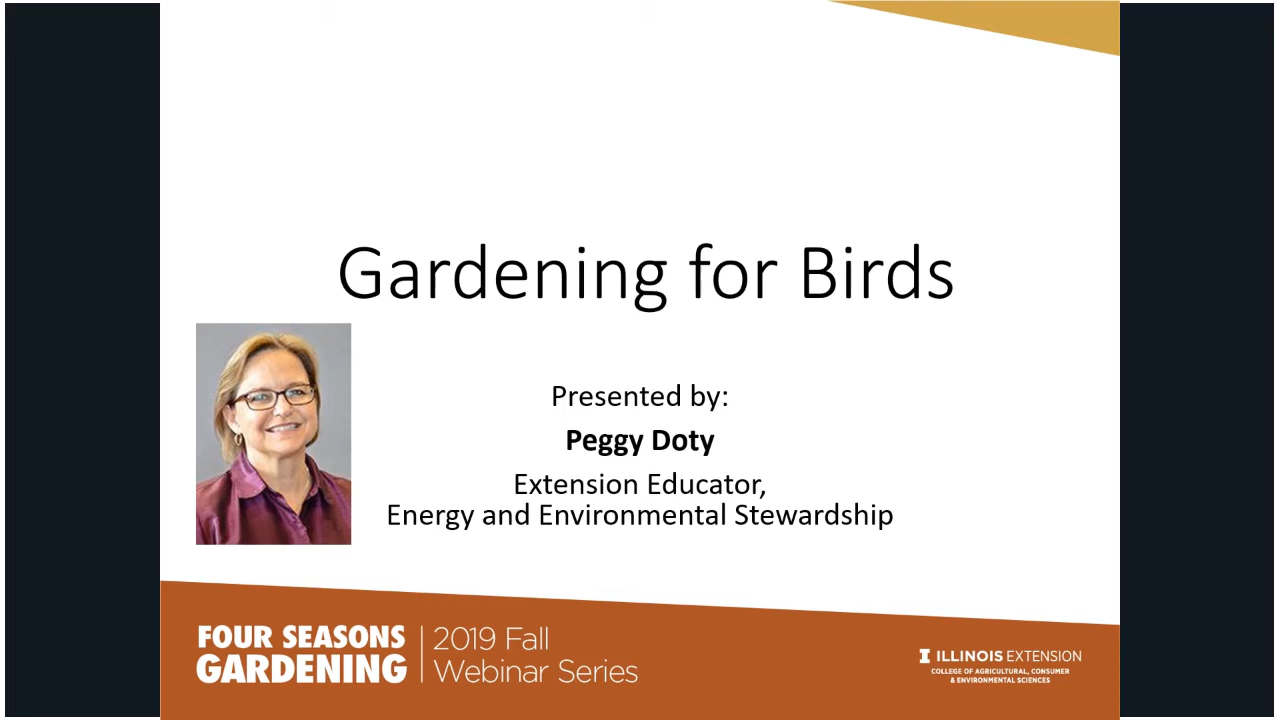 Gardening for Birds
Presented by:
Peggy Doty
Extension Educator,
Energy and Environmental Stewardship
FOUR SEASONS
GARDENING
2019 Fall
Webinar Series
I ILLINOIS EXTENSION
COLLEGE OF AGRICULTURAL, CONSUMER
& ENVIRONMENTAL SCIENCES